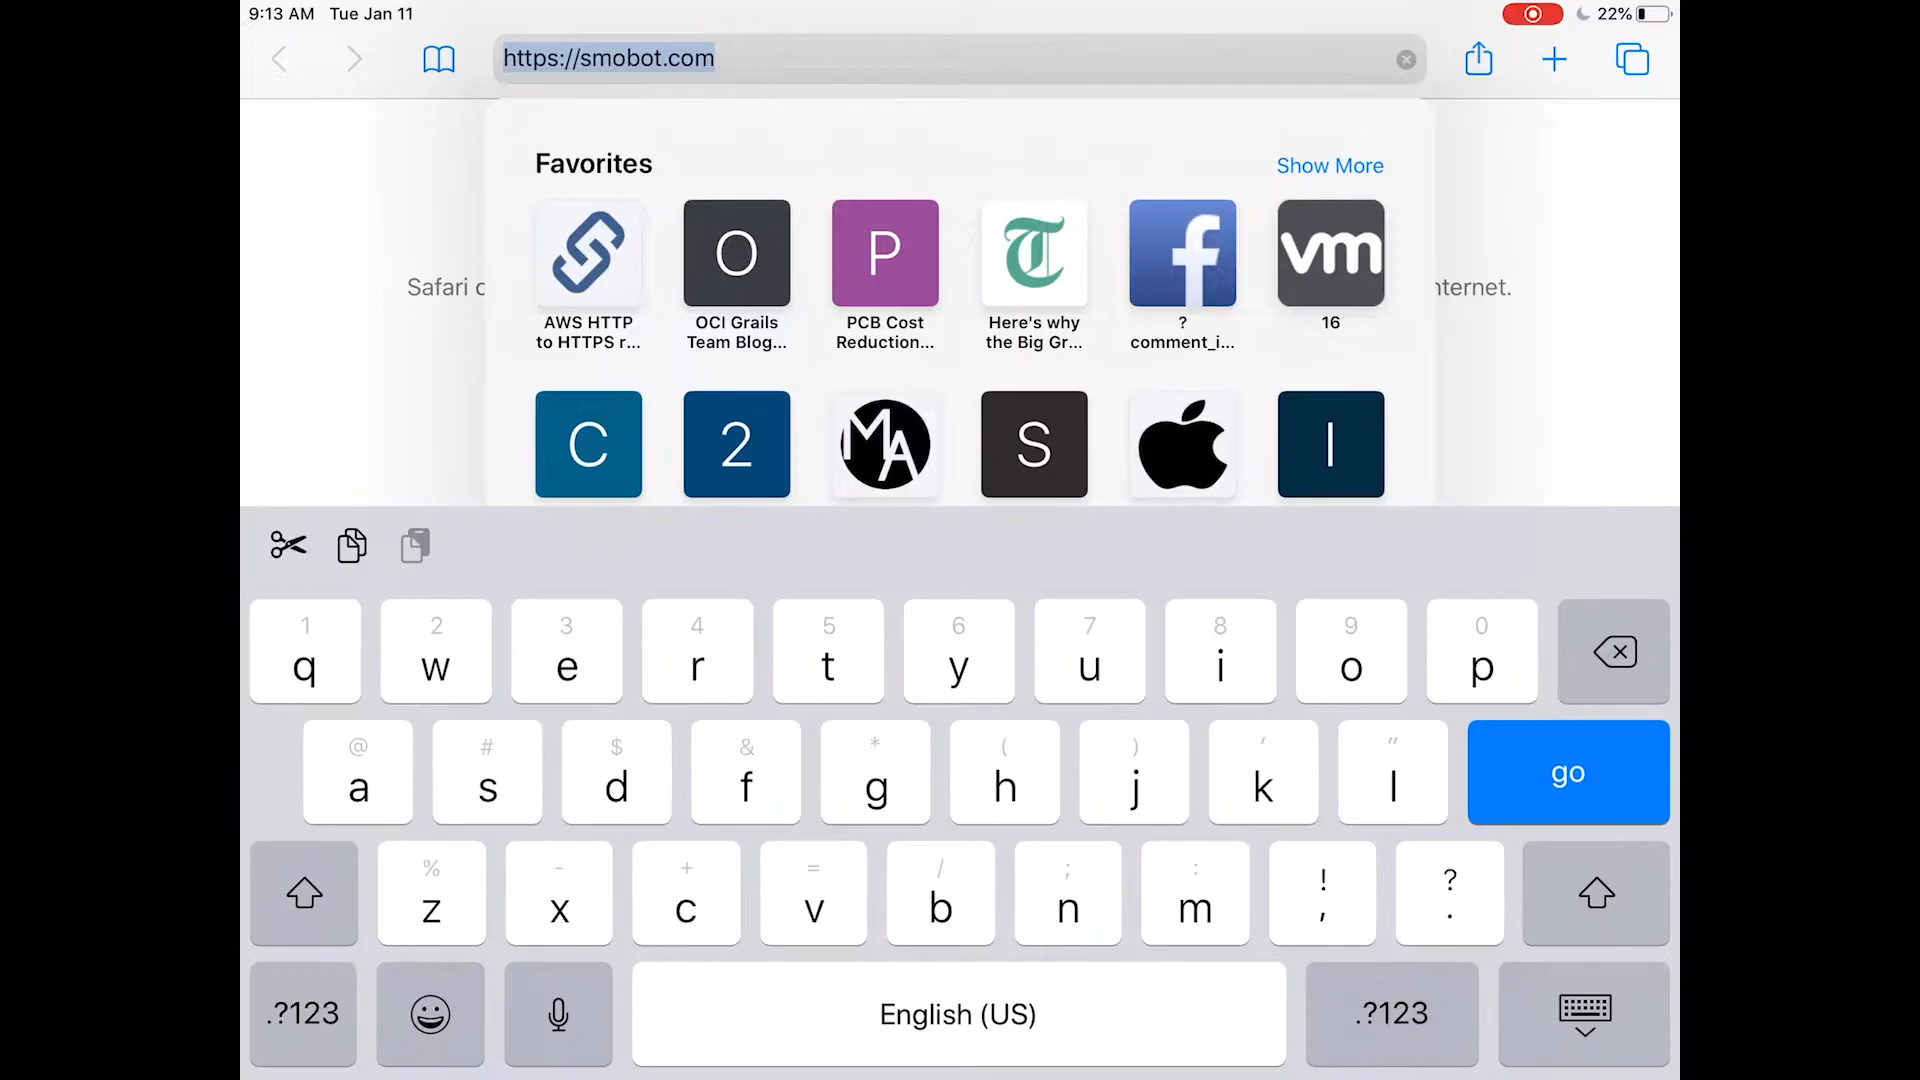 9:13 AM Tue Jan 11
22%
https://smobot.com
Favorites
Show More
Safari c
nternet.
O
P
T
f
vm
AWS HTTP
to HTTPS r...
OCI Grails
Team Blog...
PCB Cost
Reduction...
Here's why
the Big Gr...
?
comment_i...
16
C
2
MA
S
I
1 2 3 4 5 6 7 8 9 0
q w e r t y u i o p
@ # $ & * ( ) ' "
a s d f g h j k l
go
% - + = / ; : ! ?
z x c v b n m , .
.?123
English (US)
.?123